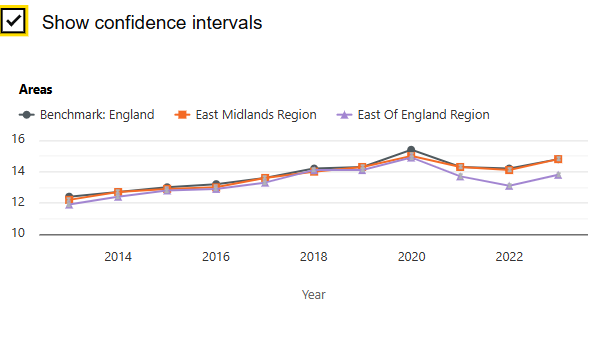 Show confidence intervals
Areas
Benchmark: England East Midlands Region East Of England Region
16
14
12
10
2014 2016 2018 2020 2022
Year